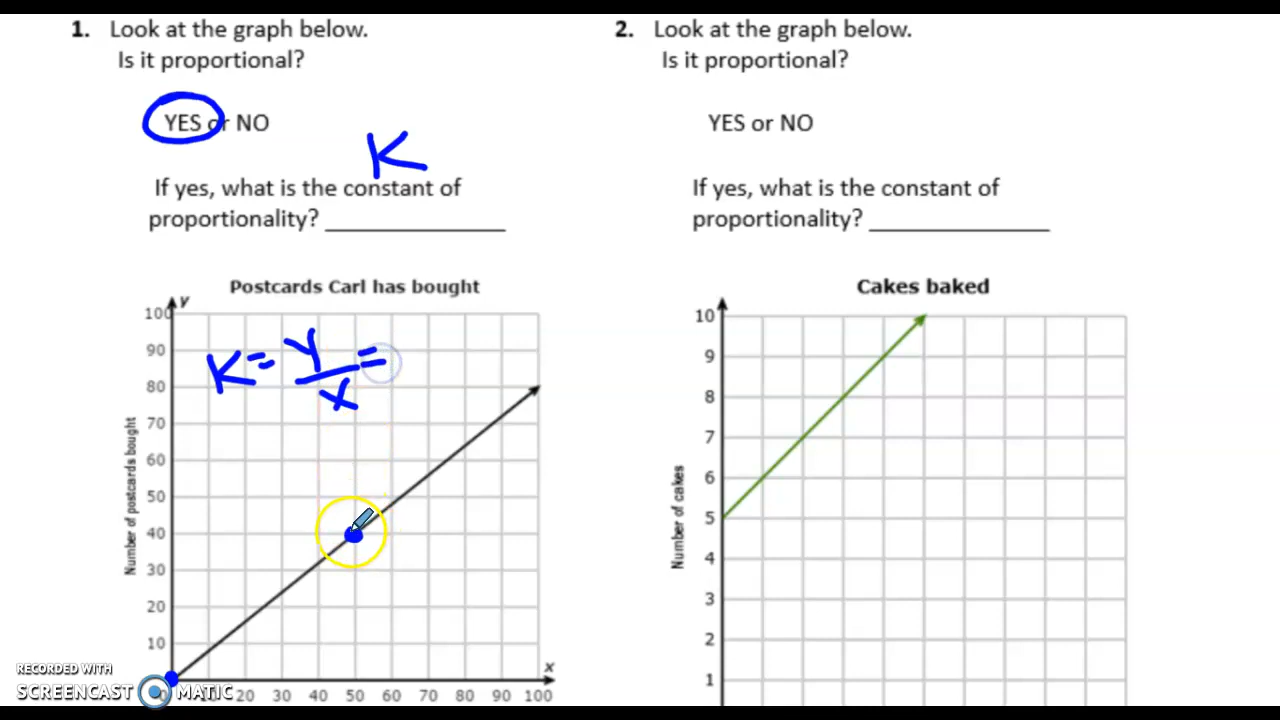 1. Look at the graph below.
Is it proportional?
YES or NO
K
If yes, what is the constant of
proportionality? ______________
Postcards Carl has bought
y
100
90
80
70
60
50
40
30
20
10
Number of postcards bought
K = y/x =
x
10 20 30 40 50 60 70 80 90 100
2. Look at the graph below.
Is it proportional?
YES or NO
If yes, what is the constant of
proportionality? ______________
Cakes baked
10
9
8
7
6
5
4
3
2
1
Number of cakes
RECORDED WITH
SCREENCAST MATIC